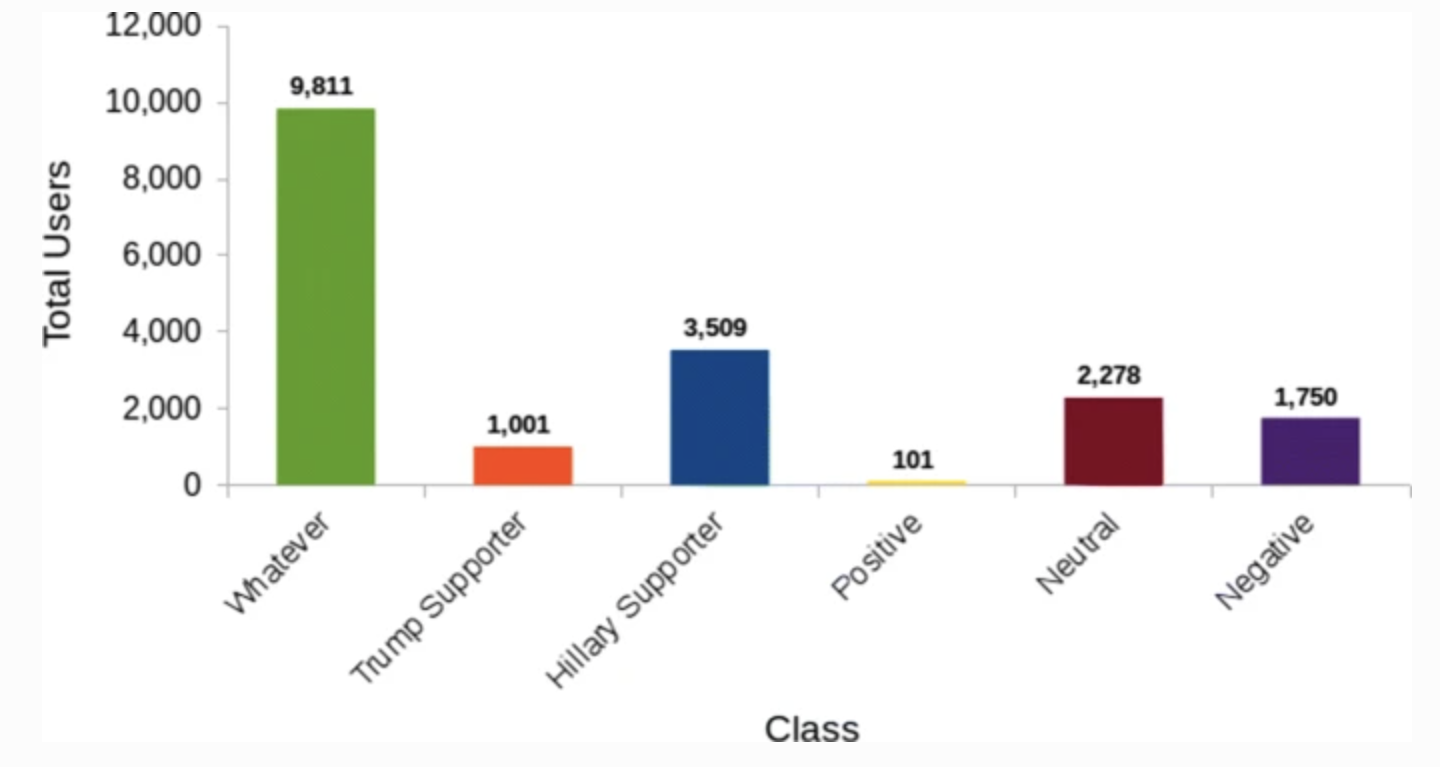 12,000
10,000
8,000
6,000
4,000
2,000
0
Total Users
9,811
1,001
3,509
101
2,278
1,750
Whatever
Trump Supporter
Hillary Supporter
Positive
Neutral
Negative
Class